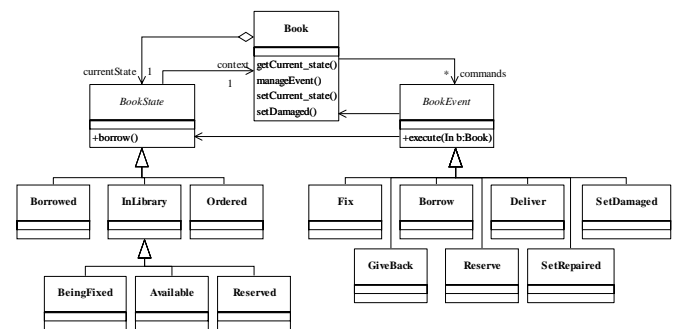 Book
context
getCurrent_state()
manageEvent()
setCurrent_state()
setDamaged()
currentState
1
1
*
commands
BookState
+borrow()
BookEvent
+execute(In b:Book)
Borrowed
InLibrary
Ordered
Fix
Borrow
Deliver
SetDamaged
GiveBack
Reserve
SetRepaired
BeingFixed
Available
Reserved